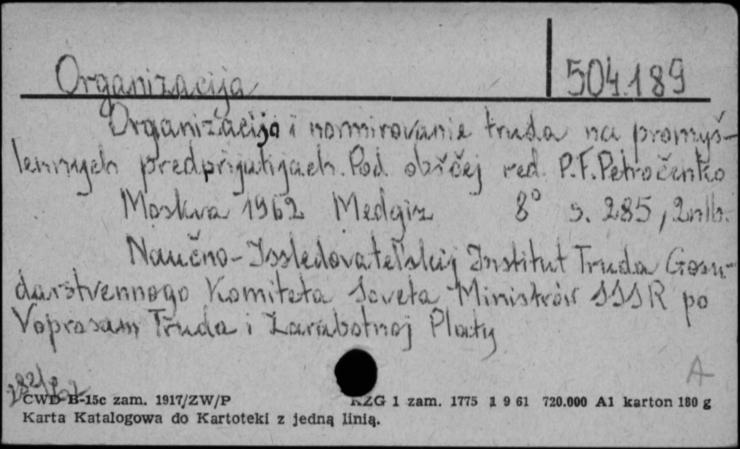 Organizacija
504.189
Organizacija i normirovanie truda na promyš-
lennych predprijatijach. Pod obščej red. P.F. Petročenko
Moskva 1962 Medgiz 8° s. 285, 2nlb.
Naučno-Issledovatel'skij Institut Truda Gosu-
darstvennogo Komiteta Soveta Ministrov SSSR po
Voprosam Truda i Zarabotnoj Platy
A
CWD B-15c zam. 1917/ZW/P KZG 1 zam. 1775 1 9 61 720.000 A1 karton 180 g
Karta Katalogowa do Kartoteki z jedną linią.